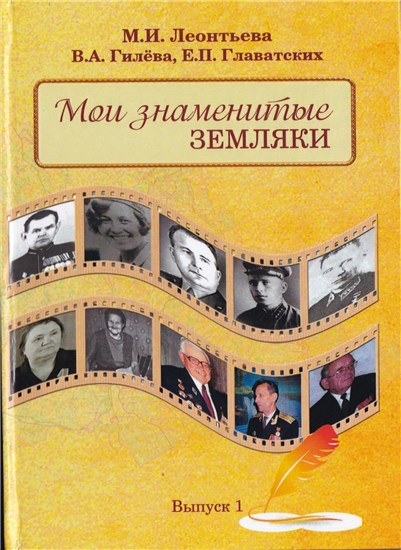 М.И. Леонтьева
В.А. Гилёва, Е.П. Главатских
Мои знаменитые
ЗЕМЛЯКИ
Выпуск 1